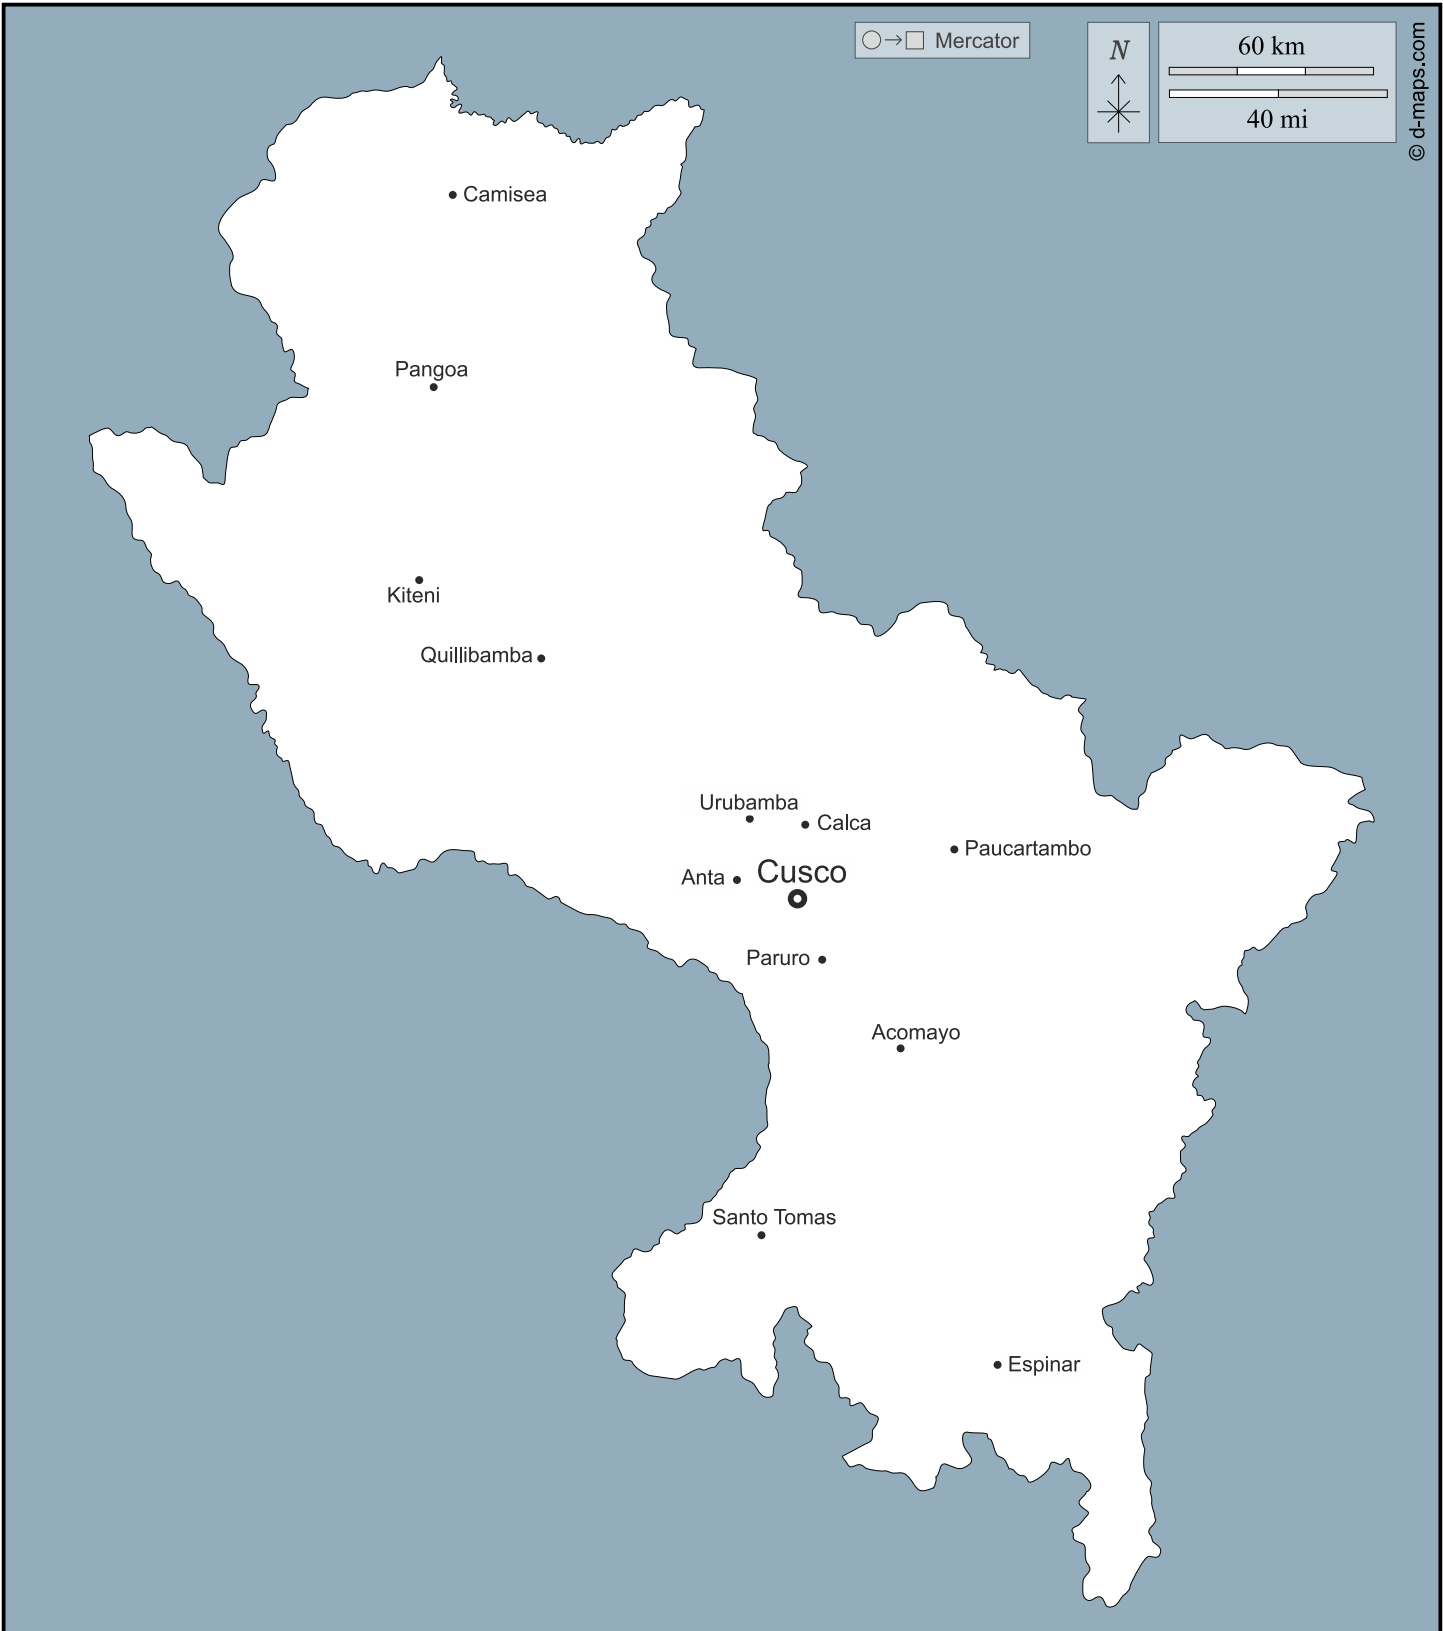 Mercator
N
60 km
40 mi
© d-maps.com
Camisea
Pangoa
Kiteni
Quillibamba
Urubamba
Calca
Paucartambo
Anta
Cusco
Paruro
Acomayo
Santo Tomas
Espinar